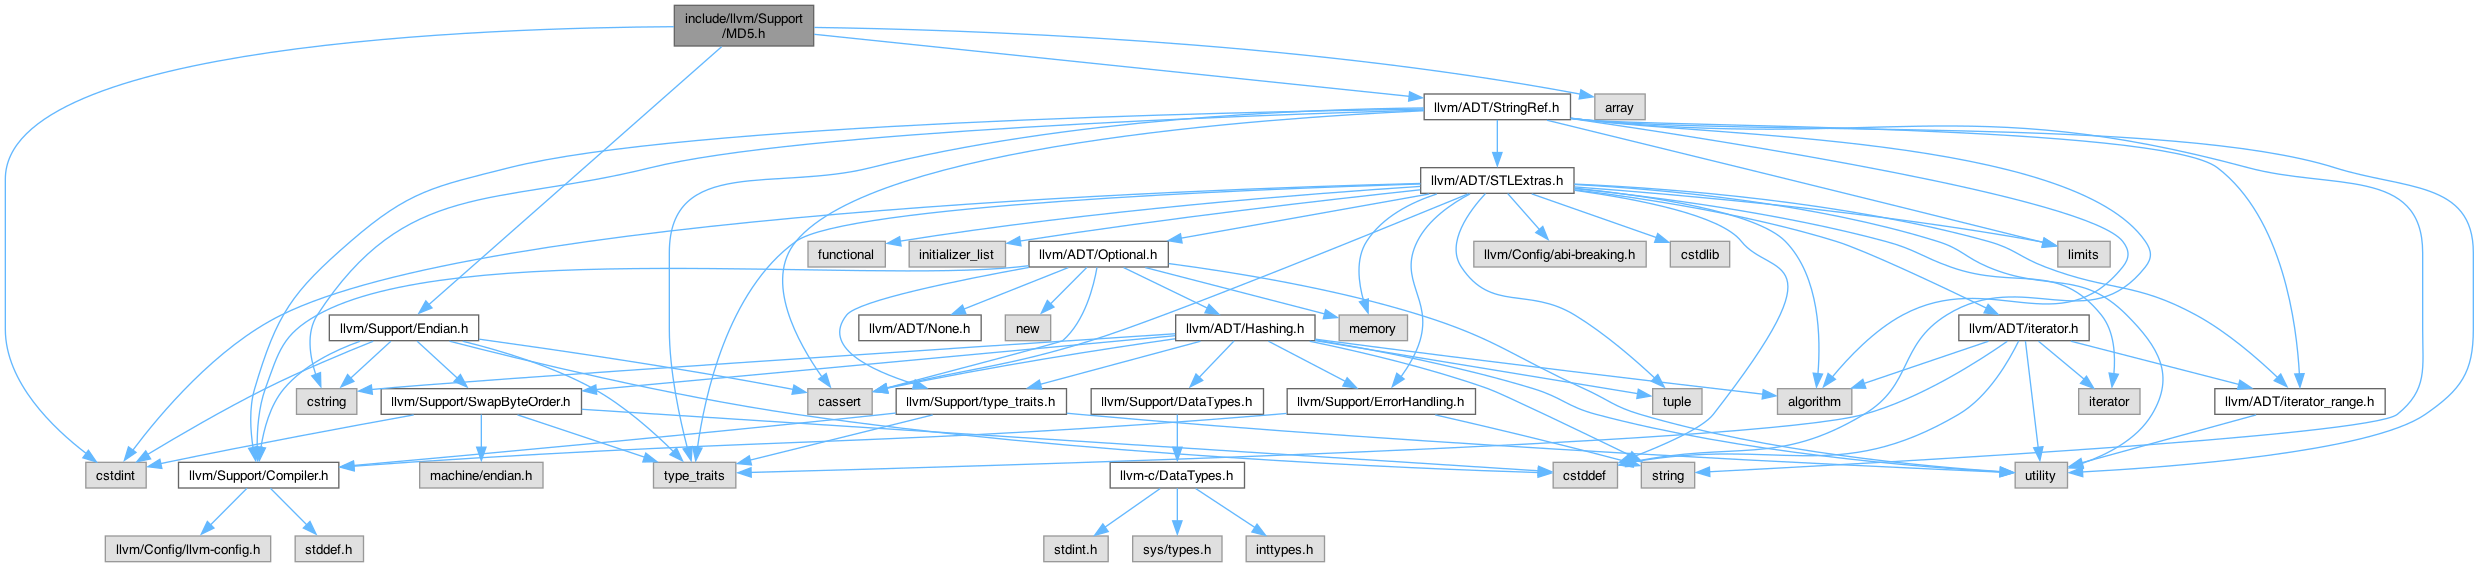 include/llvm/Support
/MD5.h
llvm/ADT/StringRef.h
array
llvm/ADT/STLExtras.h
functional
initializer_list
llvm/ADT/Optional.h
llvm/Config/abi-breaking.h
cstdlib
limits
llvm/Support/Endian.h
llvm/ADT/None.h
new
llvm/ADT/Hashing.h
memory
llvm/ADT/iterator.h
cstring
llvm/Support/SwapByteOrder.h
cassert
llvm/Support/type_traits.h
llvm/Support/DataTypes.h
llvm/Support/ErrorHandling.h
tuple
algorithm
iterator
llvm/ADT/iterator_range.h
cstdint
llvm/Support/Compiler.h
machine/endian.h
type_traits
llvm-c/DataTypes.h
cstddef
string
utility
llvm/Config/llvm-config.h
stddef.h
stdint.h
sys/types.h
inttypes.h